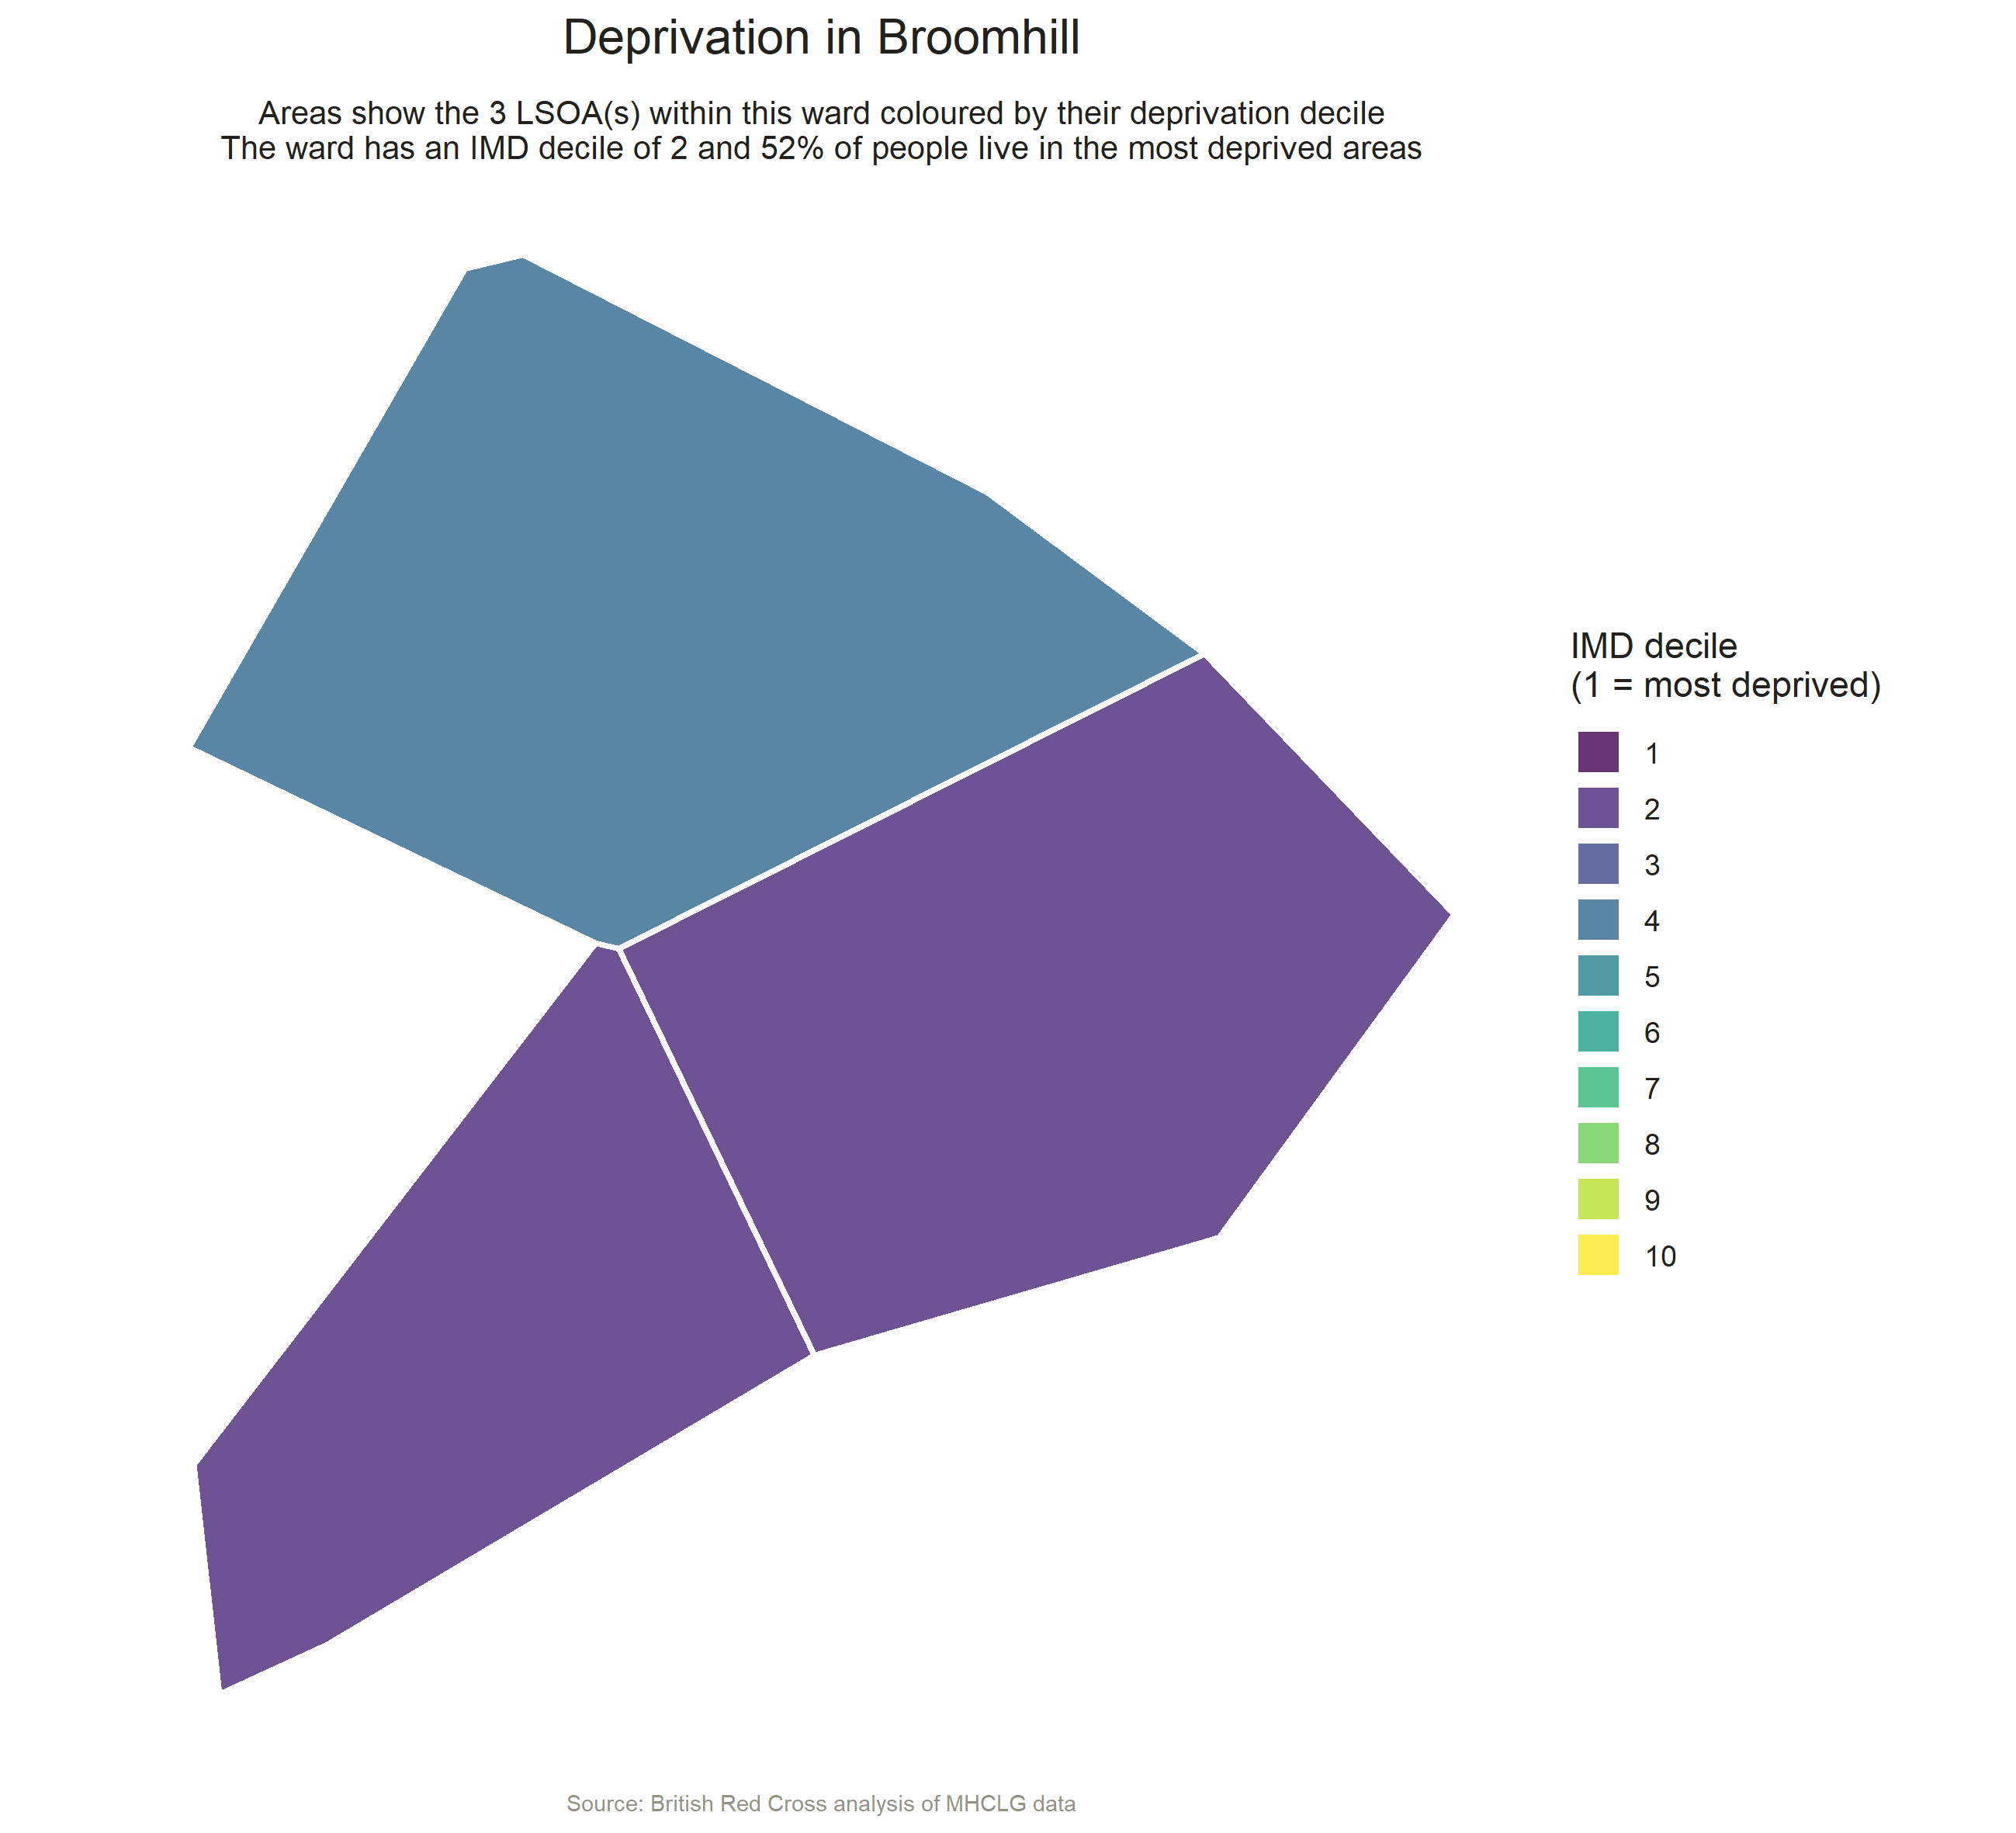 Deprivation in Broomhill
Areas show the 3 LSOA(s) within this ward coloured by their deprivation decile
The ward has an IMD decile of 2 and 52% of people live in the most deprived areas
IMD decile
(1 = most deprived)
1
2
3
4
5
6
7
8
9
10
Source: British Red Cross analysis of MHCLG data